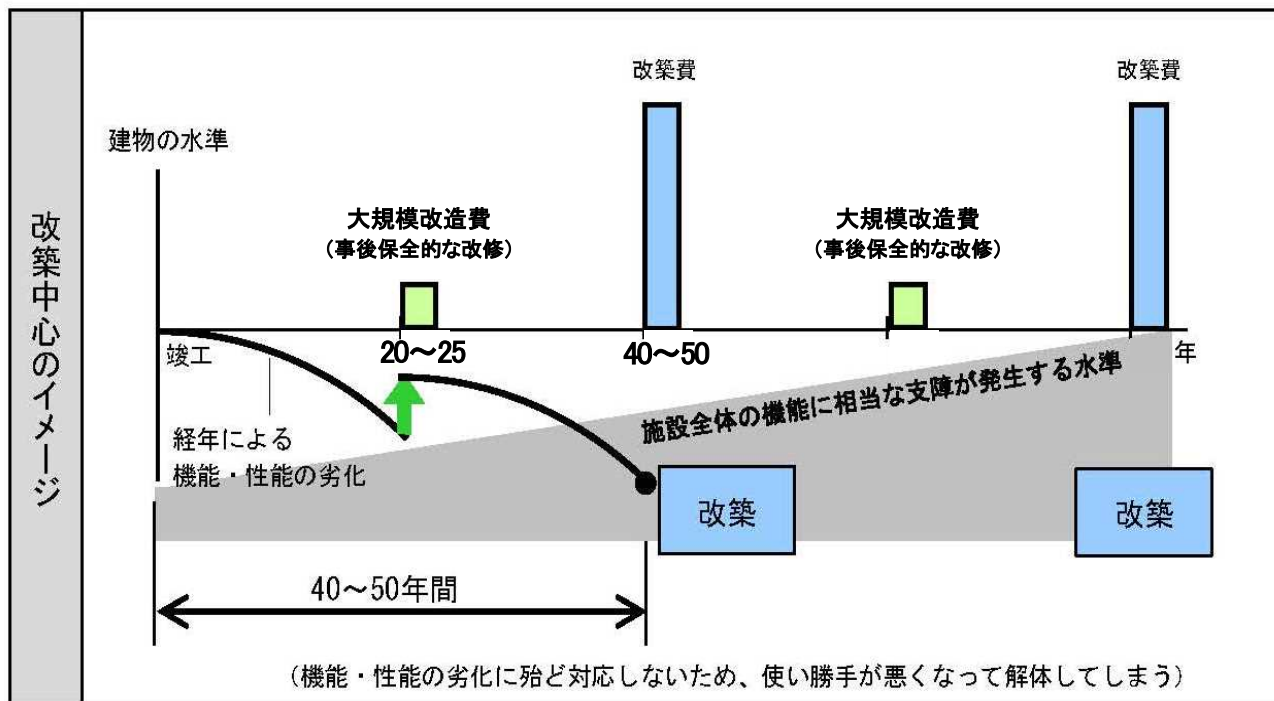 改築中心のイメージ
改築費
改築費
建物の水準
大規模改造費
（事後保全的な改修）
大規模改造費
（事後保全的な改修）
竣工
20～25
40～50
年
施設全体の機能に相当な支障が発生する水準
経年による
機能・性能の劣化
改築
改築
40～50年間
（機能・性能の劣化に殆ど対応しないため、使い勝手が悪くなって解体してしまう）